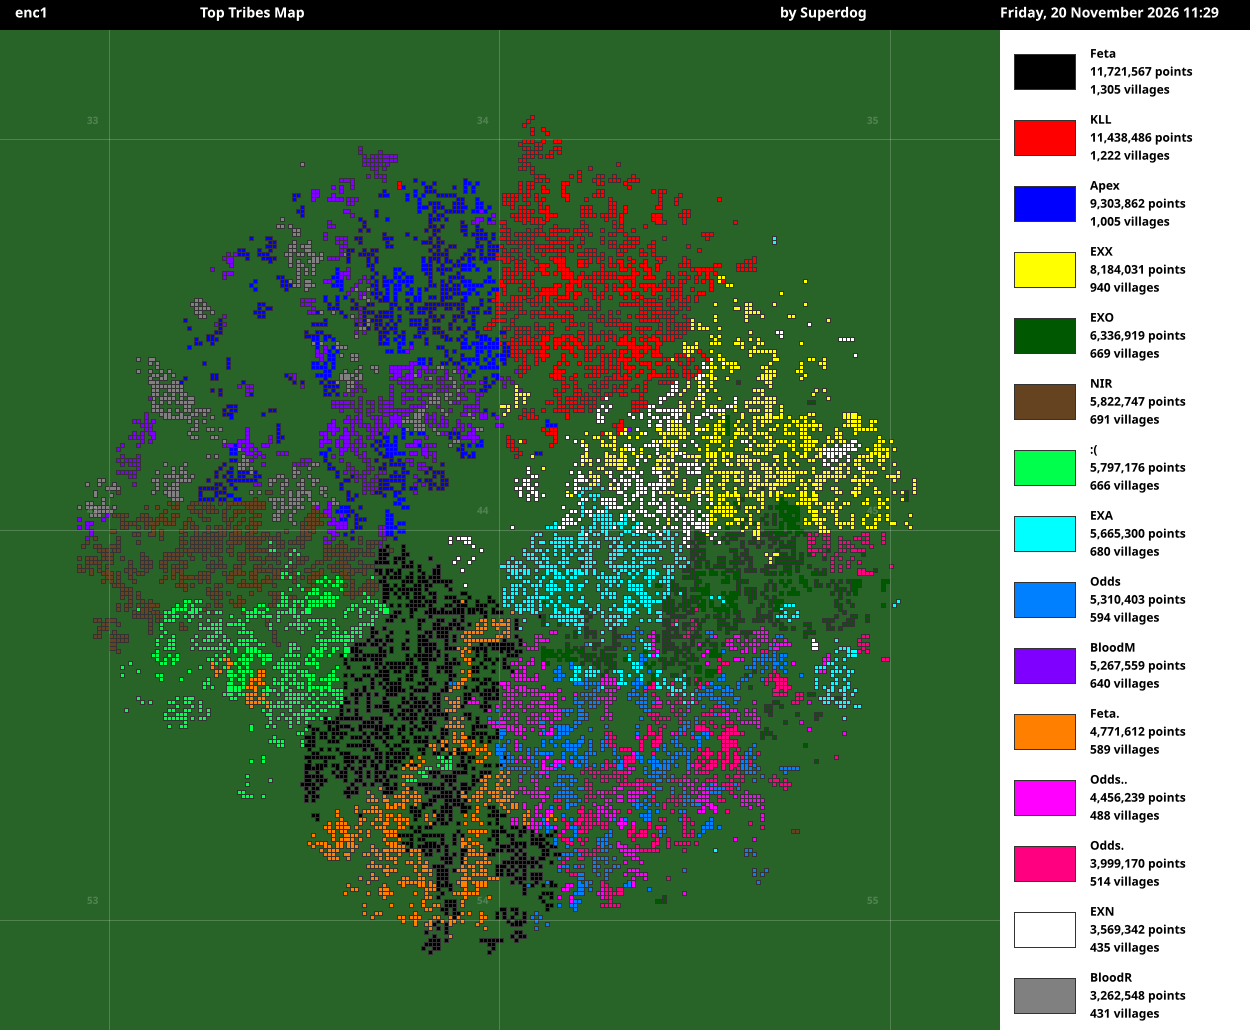 enc1 Top Tribes Map by Superdog Friday, 20 November 2026 11:29
Feta
11,721,567 points
1,305 villages
KLL
11,438,486 points
1,222 villages
Apex
9,303,862 points
1,005 villages
EXX
8,184,031 points
940 villages
EXO
6,336,919 points
669 villages
NIR
5,822,747 points
691 villages
:(
5,797,176 points
666 villages
EXA
5,665,300 points
680 villages
Odds
5,310,403 points
594 villages
BloodM
5,267,559 points
640 villages
Feta.
4,771,612 points
589 villages
Odds..
4,456,239 points
488 villages
Odds.
3,999,170 points
514 villages
EXN
3,569,342 points
435 villages
BloodR
3,262,548 points
431 villages
33 34 35
44
53 54 55